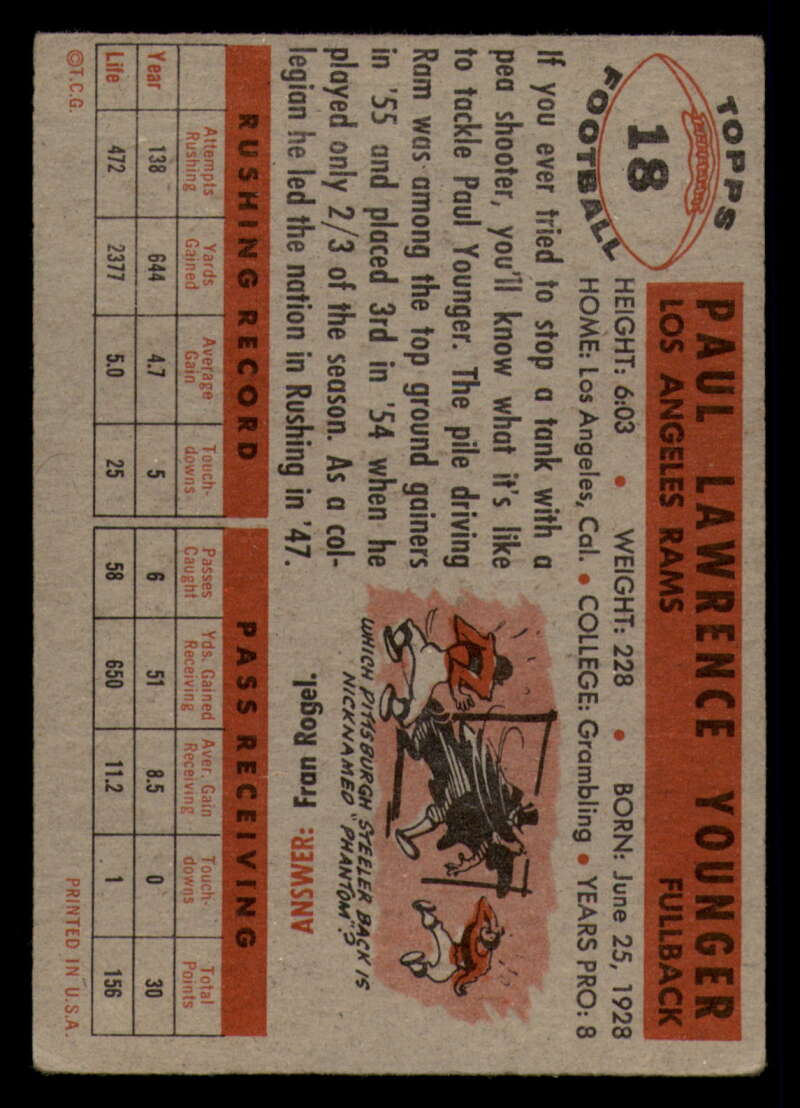 TOPPS
18
FOOTBALL
PAUL LAWRENCE YOUNGER
LOS ANGELES RAMS FULLBACK
HEIGHT: 6:03 • WEIGHT: 228 • BORN: June 25, 1928
HOME: Los Angeles, Cal. • COLLEGE: Grambling • YEARS PRO: 8
If you ever tried to stop a tank with a
pea shooter, you'll know what it's like
to tackle Paul Younger. The pile driving
Ram was among the top ground gainers
in '55 and placed 3rd in '54 when he
played only 2/3 of the season. As a col-
legian he led the nation in Rushing in '47.
WHICH PITTSBURGH STEELER BACK IS
NICKNAMED "PHANTOM"?
ANSWER: Fran Rogel.
RUSHING RECORD PASS RECEIVING
Attempts Rushing Yards Gained Average Gain Touch-downs Passes Caught Yds. Gained Receiving Aver. Gain Receiving Touch-downs Total Points
Year 138 644 4.7 5 6 51 8.5 0 30
Life 472 2377 5.0 25 58 650 11.2 1 156
©T.C.G. PRINTED IN U.S.A.